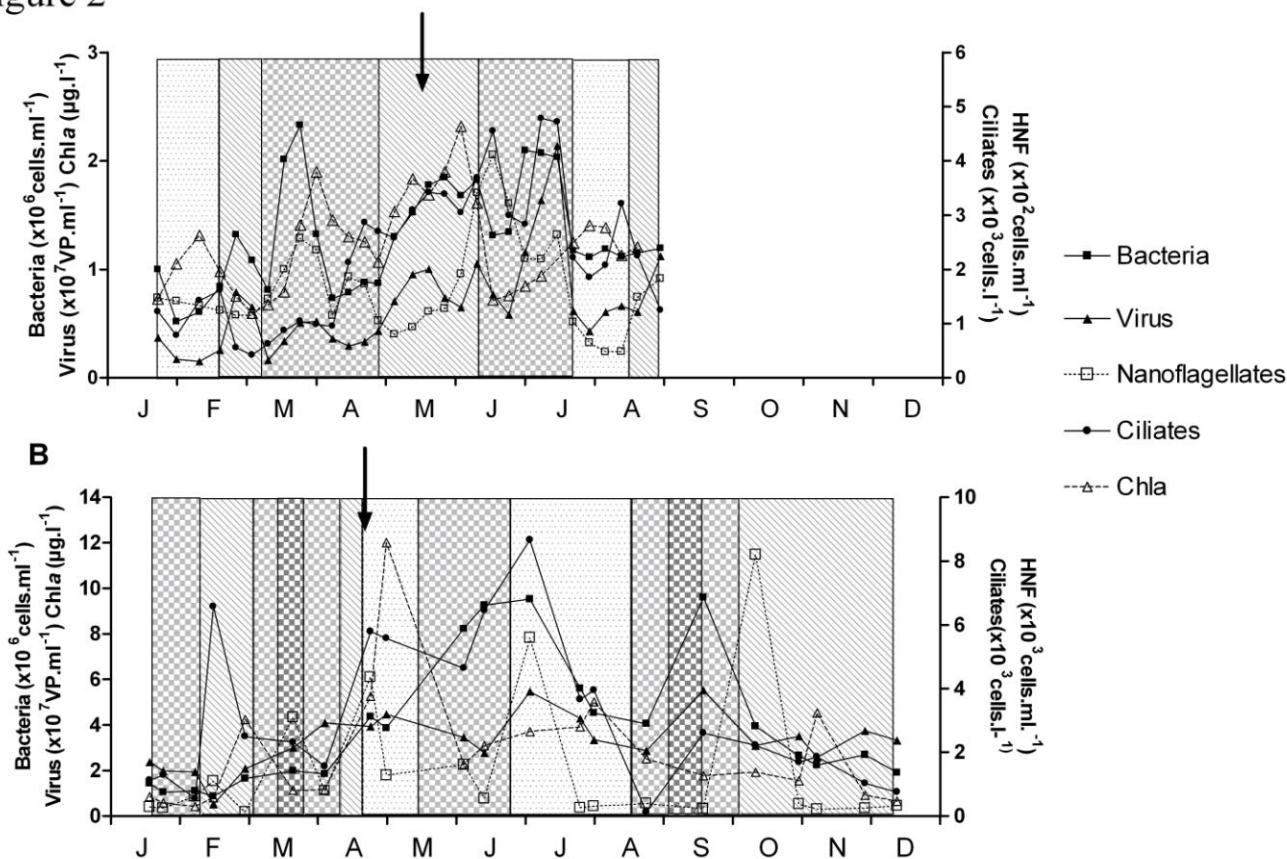 Figure 2
3
2
1
0
Bacteria (x10⁶cells.ml⁻¹)
Virus (x10⁷VP.ml⁻¹) Chla (µg.l⁻¹)
6
5
4
3
2
1
0
HNF (x10²cells.ml⁻¹)
Ciliates (x10³cells.l⁻¹)
J F M A M J J A S O N D
Bacteria
Virus
Nanoflagellates
Ciliates
Chla
B
14
12
10
8
6
4
2
0
Bacteria (x10⁶cells.ml⁻¹)
Virus (x10⁷VP.ml⁻¹) Chla (µg.l⁻¹)
10
8
6
4
2
0
HNF (x10³cells.ml.⁻¹)
Ciliates(x10³cells.l-¹)
J F M A M J J A S O N D